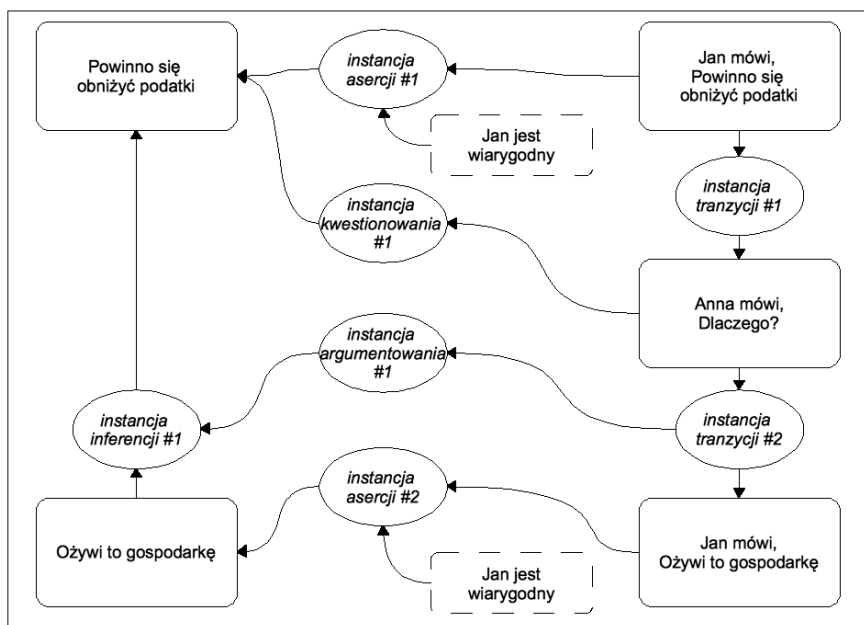 Powinno się
obniżyć podatki
instancja
asercji #1
Jan mówi,
Powinno się
obniżyć podatki
Jan jest
wiarygodny
instancja
tranzycji #1
instancja
kwestionowania
#1
Anna mówi,
Dlaczego?
instancja
argumentowania
#1
instancja
inferencji #1
instancja
tranzycji #2
instancja
asercji #2
Ożywi to gospodarkę
Jan mówi,
Ożywi to gospodarkę
Jan jest
wiarygodny